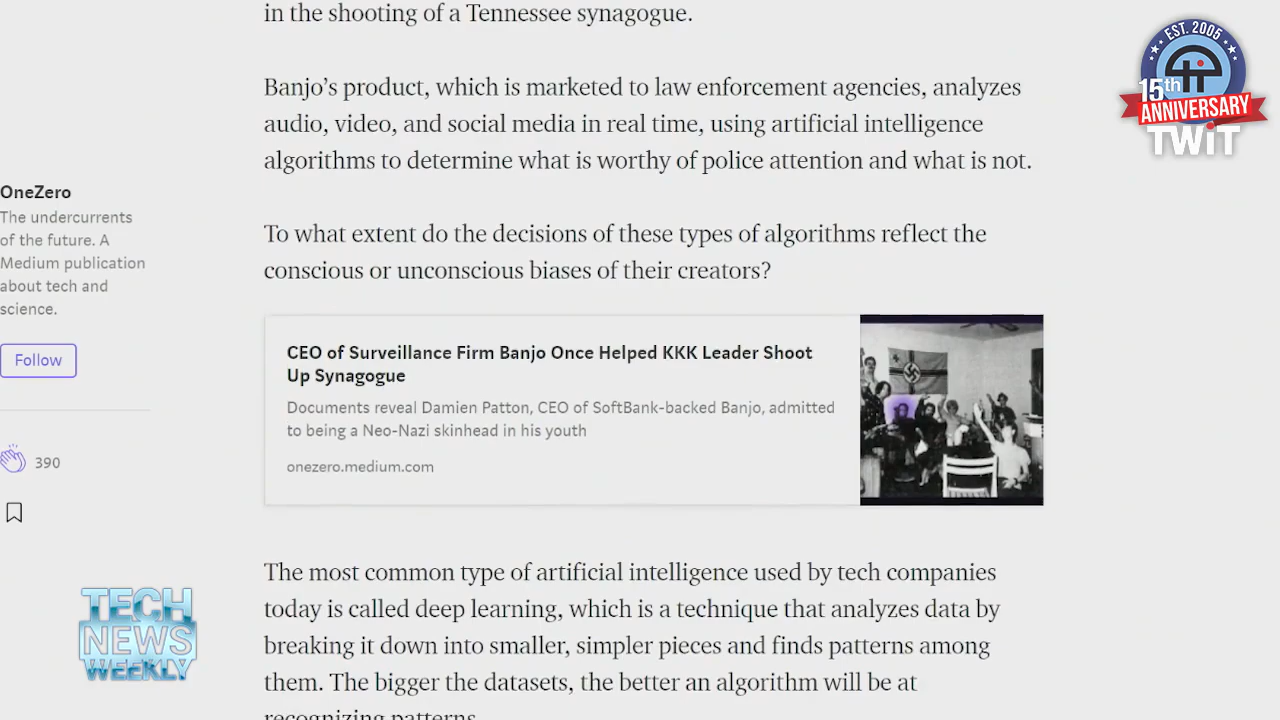 in the shooting of a Tennessee synagogue.
Banjo’s product, which is marketed to law enforcement agencies, analyzes
audio, video, and social media in real time, using artificial intelligence
algorithms to determine what is worthy of police attention and what is not.
To what extent do the decisions of these types of algorithms reflect the
conscious or unconscious biases of their creators?
CEO of Surveillance Firm Banjo Once Helped KKK Leader Shoot
Up Synagogue
Documents reveal Damien Patton, CEO of SoftBank-backed Banjo, admitted
to being a Neo-Nazi skinhead in his youth
onezero.medium.com
The most common type of artificial intelligence used by tech companies
today is called deep learning, which is a technique that analyzes data by
breaking it down into smaller, simpler pieces and finds patterns among
them. The bigger the datasets, the better an algorithm will be at
recognizing patterns.
OneZero
The undercurrents
of the future. A
Medium publication
about tech and
science.
Follow
390
EST. 2005
15th
ANNIVERSARY
TWiT
TECH
NEWS
WEEKLY